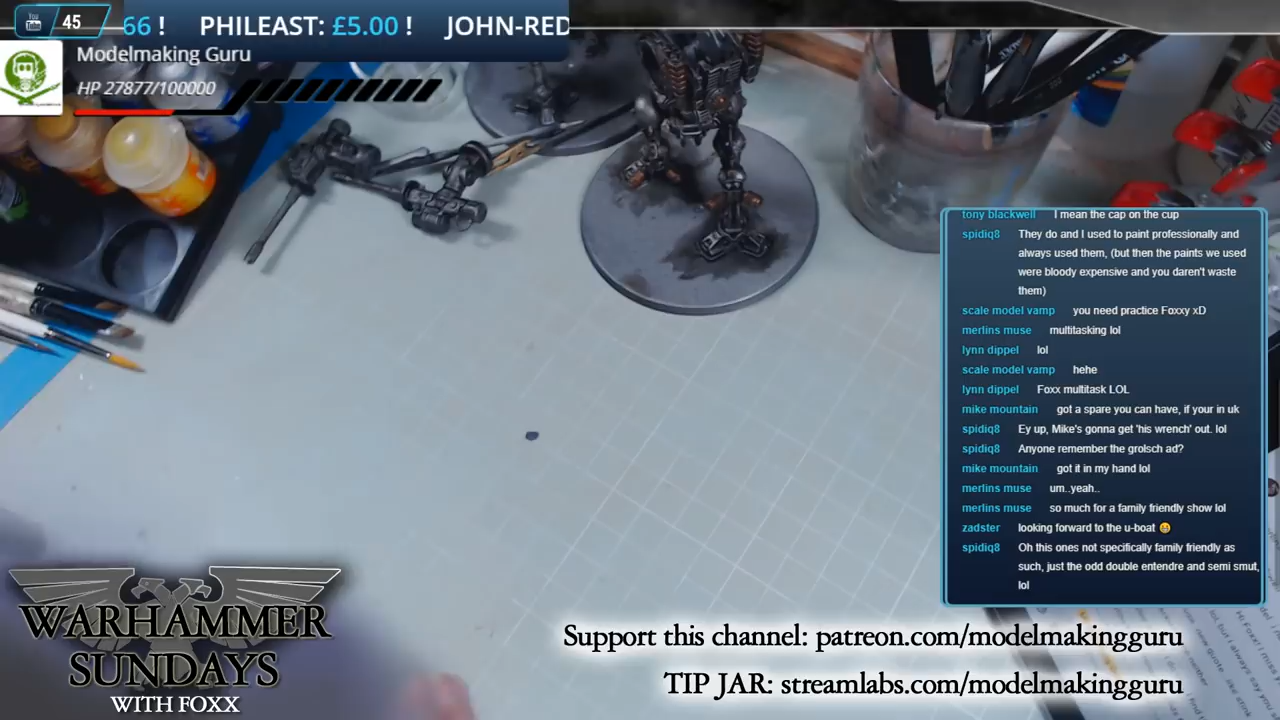 You Tube 45 66 ! PHILEAST: £5.00 ! JOHN-RED
Modelmaking Guru
HP 27877/100000
tony blackwell I mean the cap on the cup
spidiq8 They do and I used to paint professionally and
always used them, (but then the paints we used
were bloody expensive and you daren't waste
them)
scale model vamp you need practice Foxxy xD
merlins muse multitasking lol
lynn dippel lol
scale model vamp hehe
lynn dippel Foxx multitask LOL
mike mountain got a spare you can have, if your in uk
spidiq8 Ey up, Mike's gonna get 'his wrench' out. lol
spidiq8 Anyone remember the grolsch ad?
mike mountain got it in my hand lol
merlins muse um..yeah..
merlins muse so much for a family friendly show lol
zadster looking forward to the u-boat 😆
spidiq8 Oh this ones not specifically family friendly as
such, just the odd double entendre and semi smut,
lol
WARHAMMER
SUNDAYS
WITH FOXX
Support this channel: patreon.com/modelmakingguru
TIP JAR: streamlabs.com/modelmakingguru